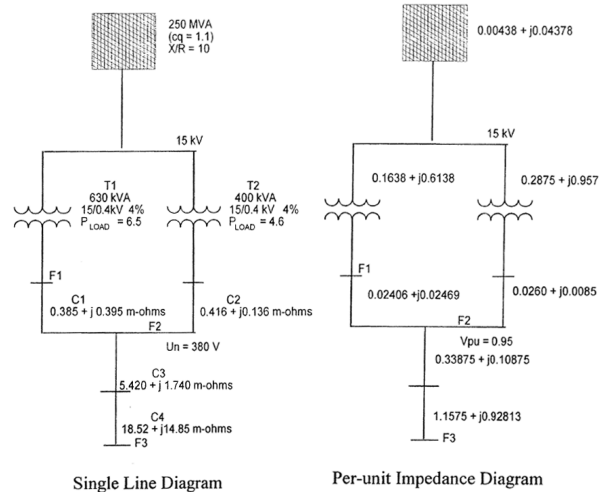 250 MVA
(cq = 1.1)
X/R = 10
15 kV
T1
630 kVA
15/0.4kV 4%
P LOAD = 6.5
T2
400 kVA
15/0.4 kV 4%
P LOAD = 4.6
F1
C1
0.385 + j 0.395 m-ohms
C2
0.416 + j0.136 m-ohms
F2
Un = 380 V
C3
5.420 + j 1.740 m-ohms
C4
18.52 + j14.85 m-ohms
F3
Single Line Diagram
0.00438 + j0.04378
15 kV
0.1638 + j0.6138
0.2875 + j0.957
F1
0.02406 + j0.02469
0.0260 + j0.0085
F2
Vpu = 0.95
0.33875 + j0.10875
1.1575 + j0.92813
F3
Per-unit Impedance Diagram